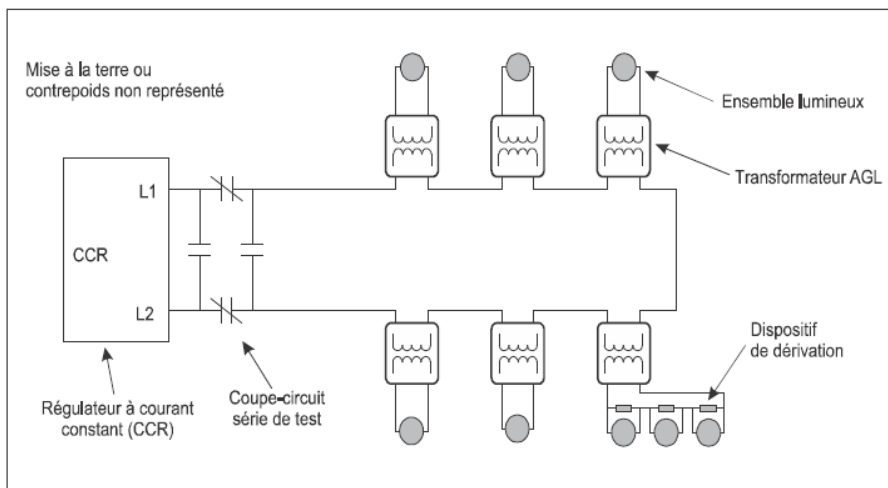 Mise à la terre ou
contrepoids non représenté
Ensemble lumineux
Transformateur AGL
L1
CCR
L2
Dispositif
de dérivation
Coupe-circuit
série de test
Régulateur à courant
constant (CCR)